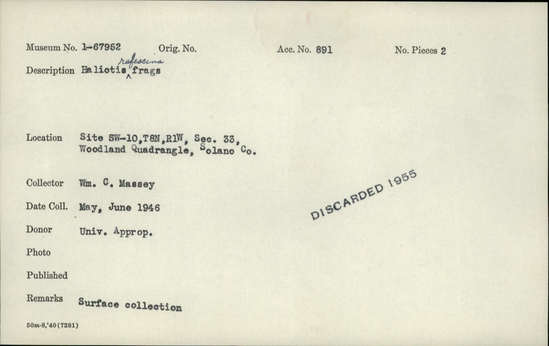 Museum No. 1-67952 Orig. No. Acc. No. 891 No. Pieces 2
rufescens
Description Haliotis ^ frags
Location Site SW-10,T8N,R1W, Sec. 33,
Woodland Quadrangle, Solano Co.
Collector Wm. C. Massey
Date Coll. May, June 1946
DISCARDED 1955
Donor Univ. Approp.
Photo
Published
Remarks Surface collection
50m-8,'40(7281)